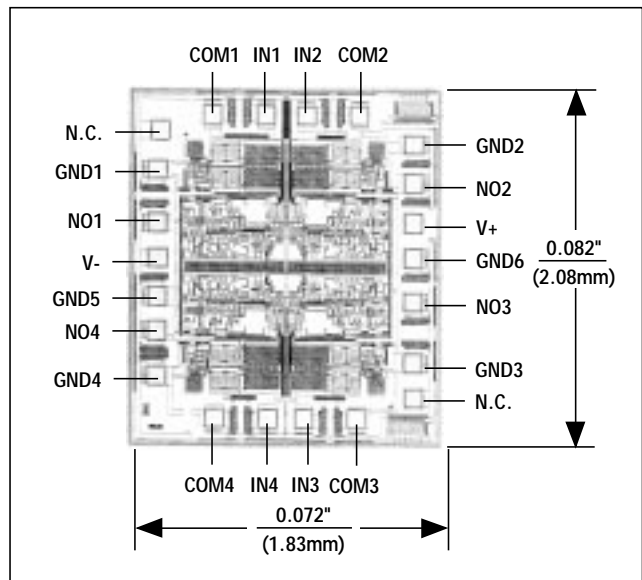 COM1 IN1 IN2 COM2
N.C.
GND1
NO1
V-
GND5
NO4
GND4
GND2
NO2
V+
GND6
NO3
GND3
N.C.
0.082"
(2.08mm)
COM4 IN4 IN3 COM3
0.072"
(1.83mm)